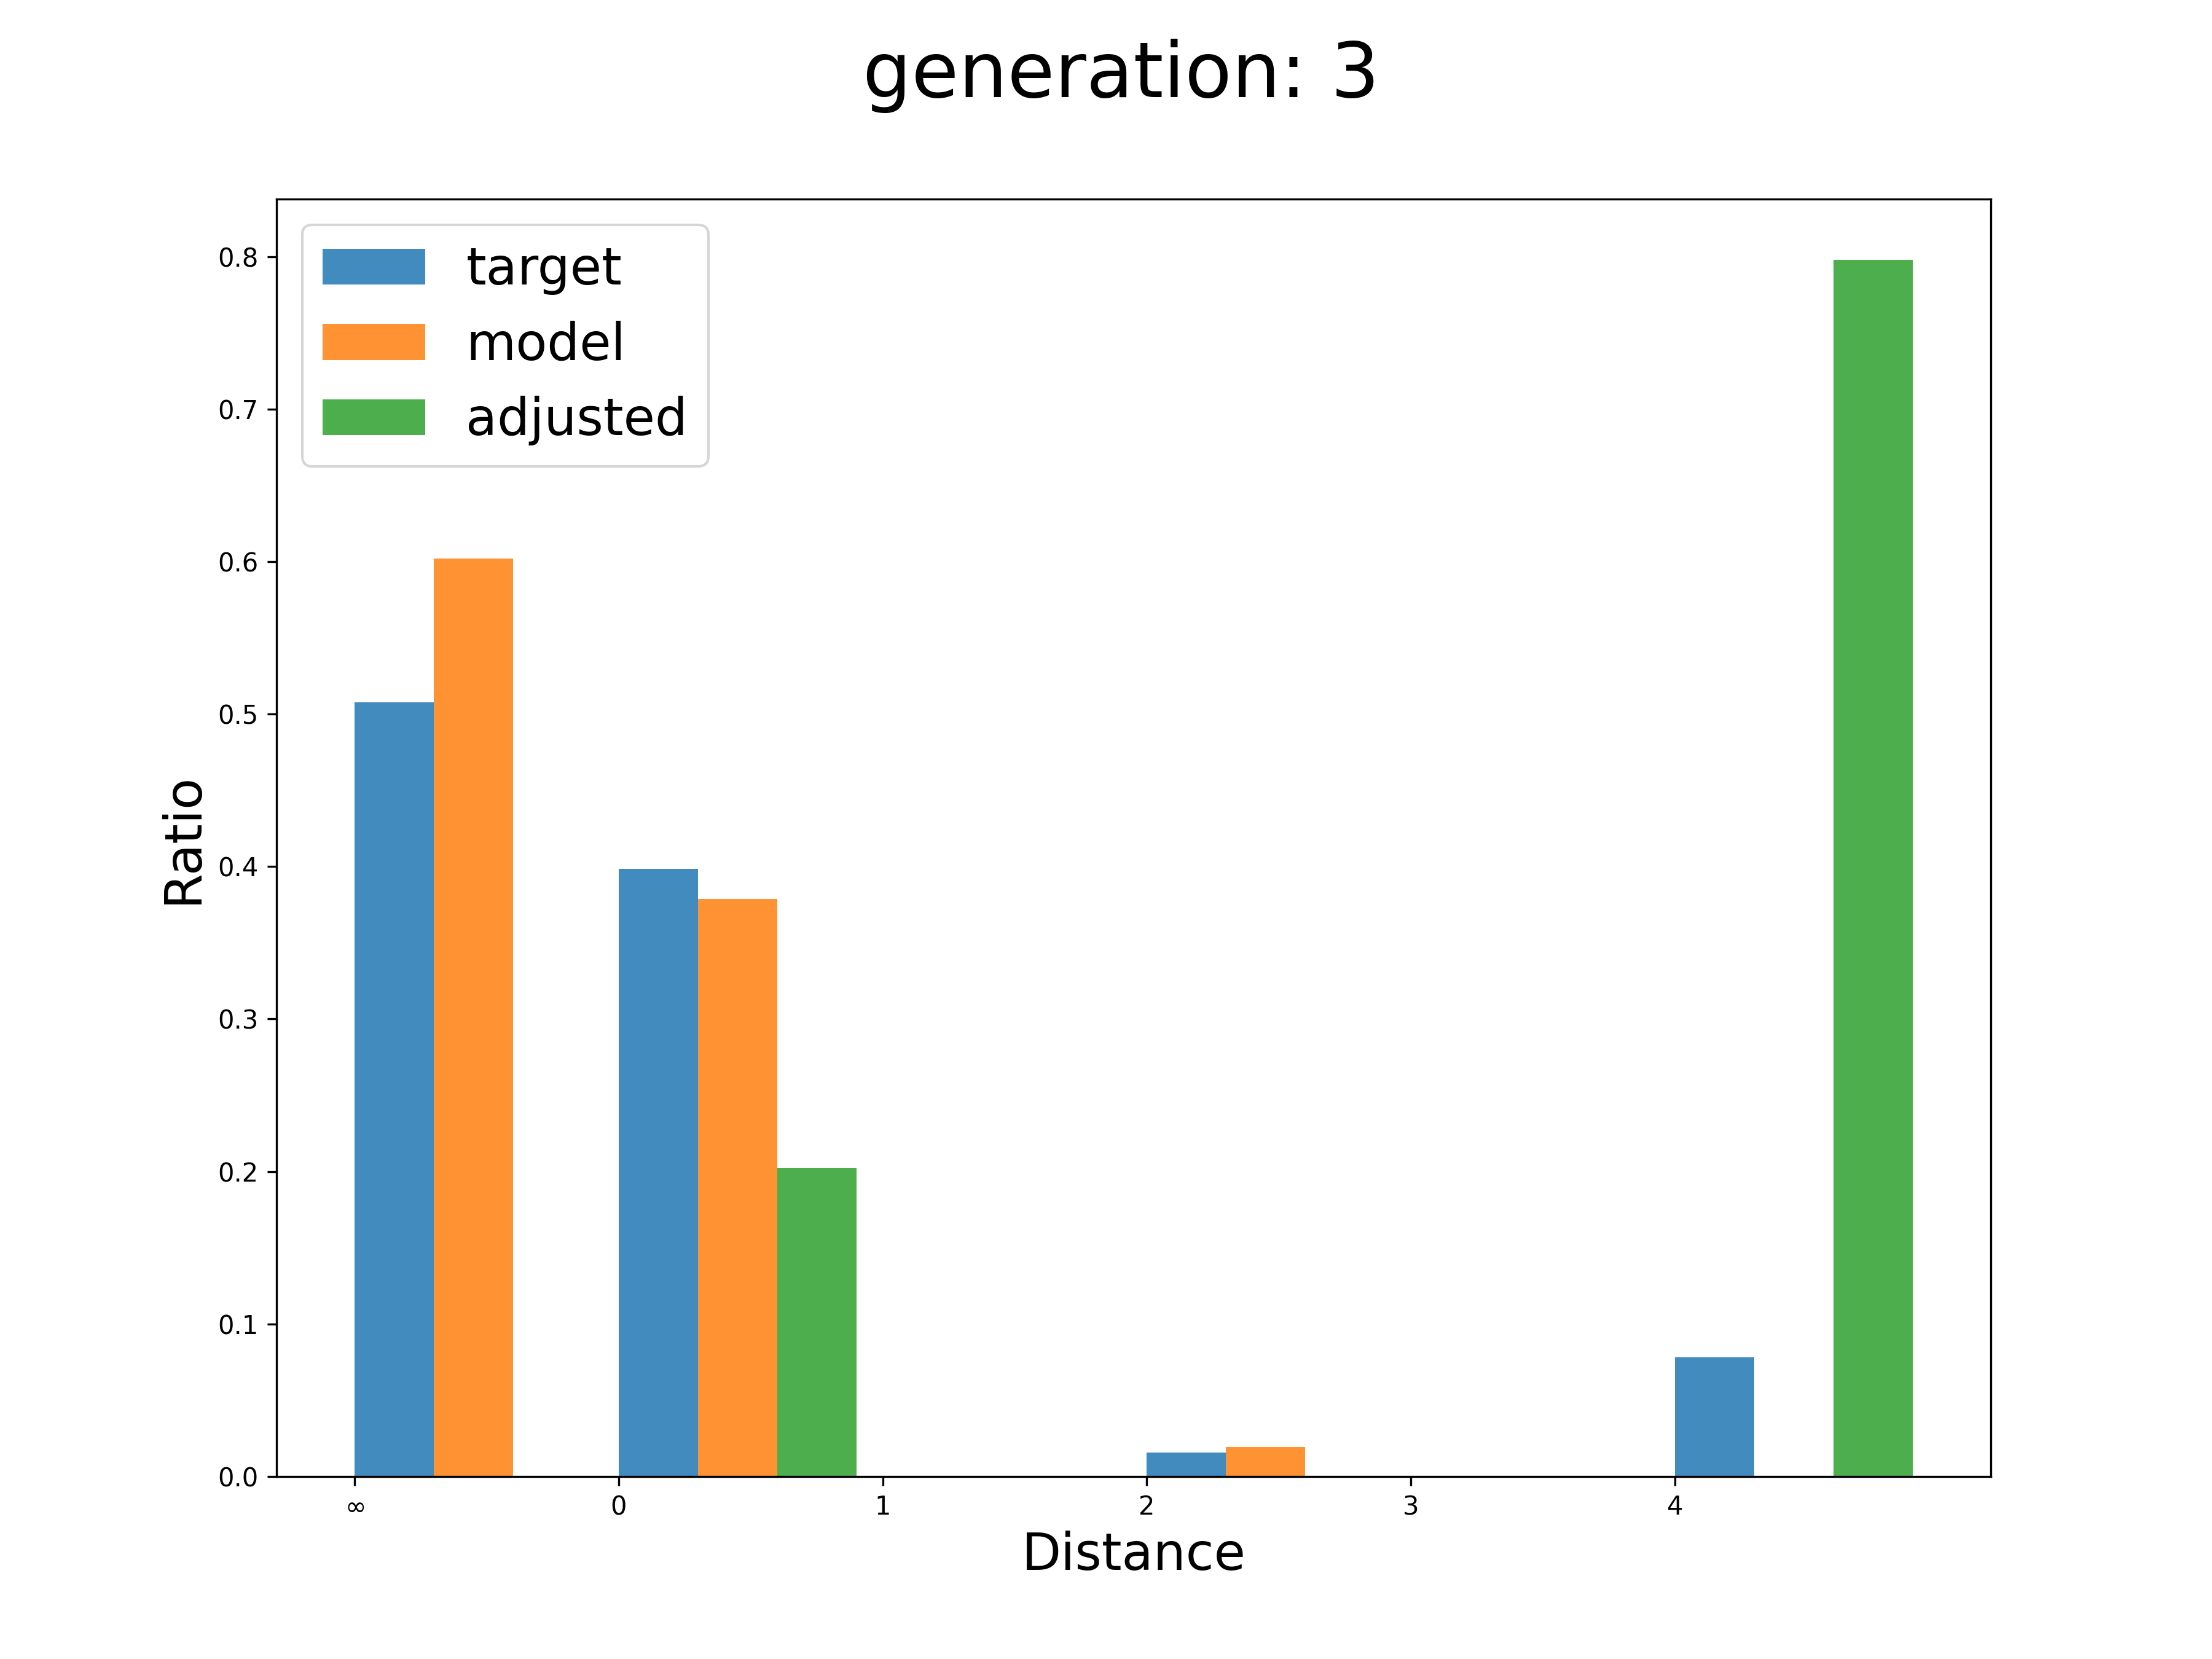 generation: 3
target
model
adjusted
0.8
0.7
0.6
0.5
0.4
0.3
0.2
0.1
0.0
Ratio
∞ 0 1 2 3 4
Distance